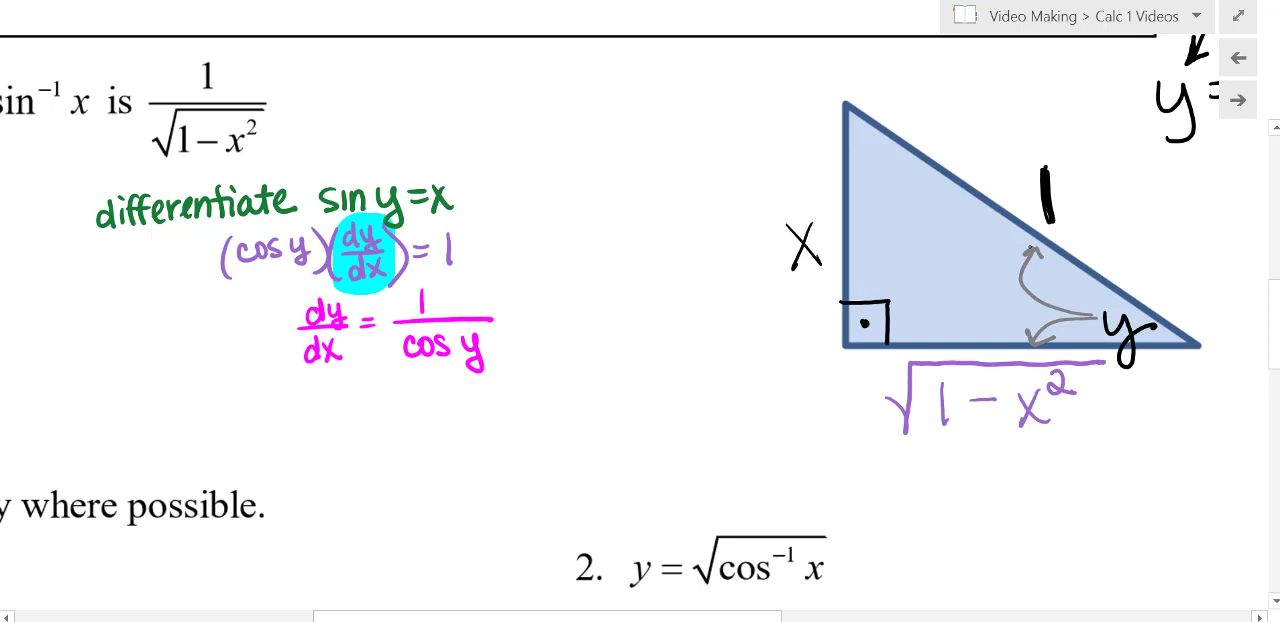 Video Making > Calc 1 Videos
sin⁻¹ x is 1/√(1 − x²)
y =
differentiate sin y = x
(cos y)(dy/dx) = 1
dy/dx = 1/cos y
1
x
y
√(1 − x²)
y where possible.
2. y = √(cos⁻¹ x)